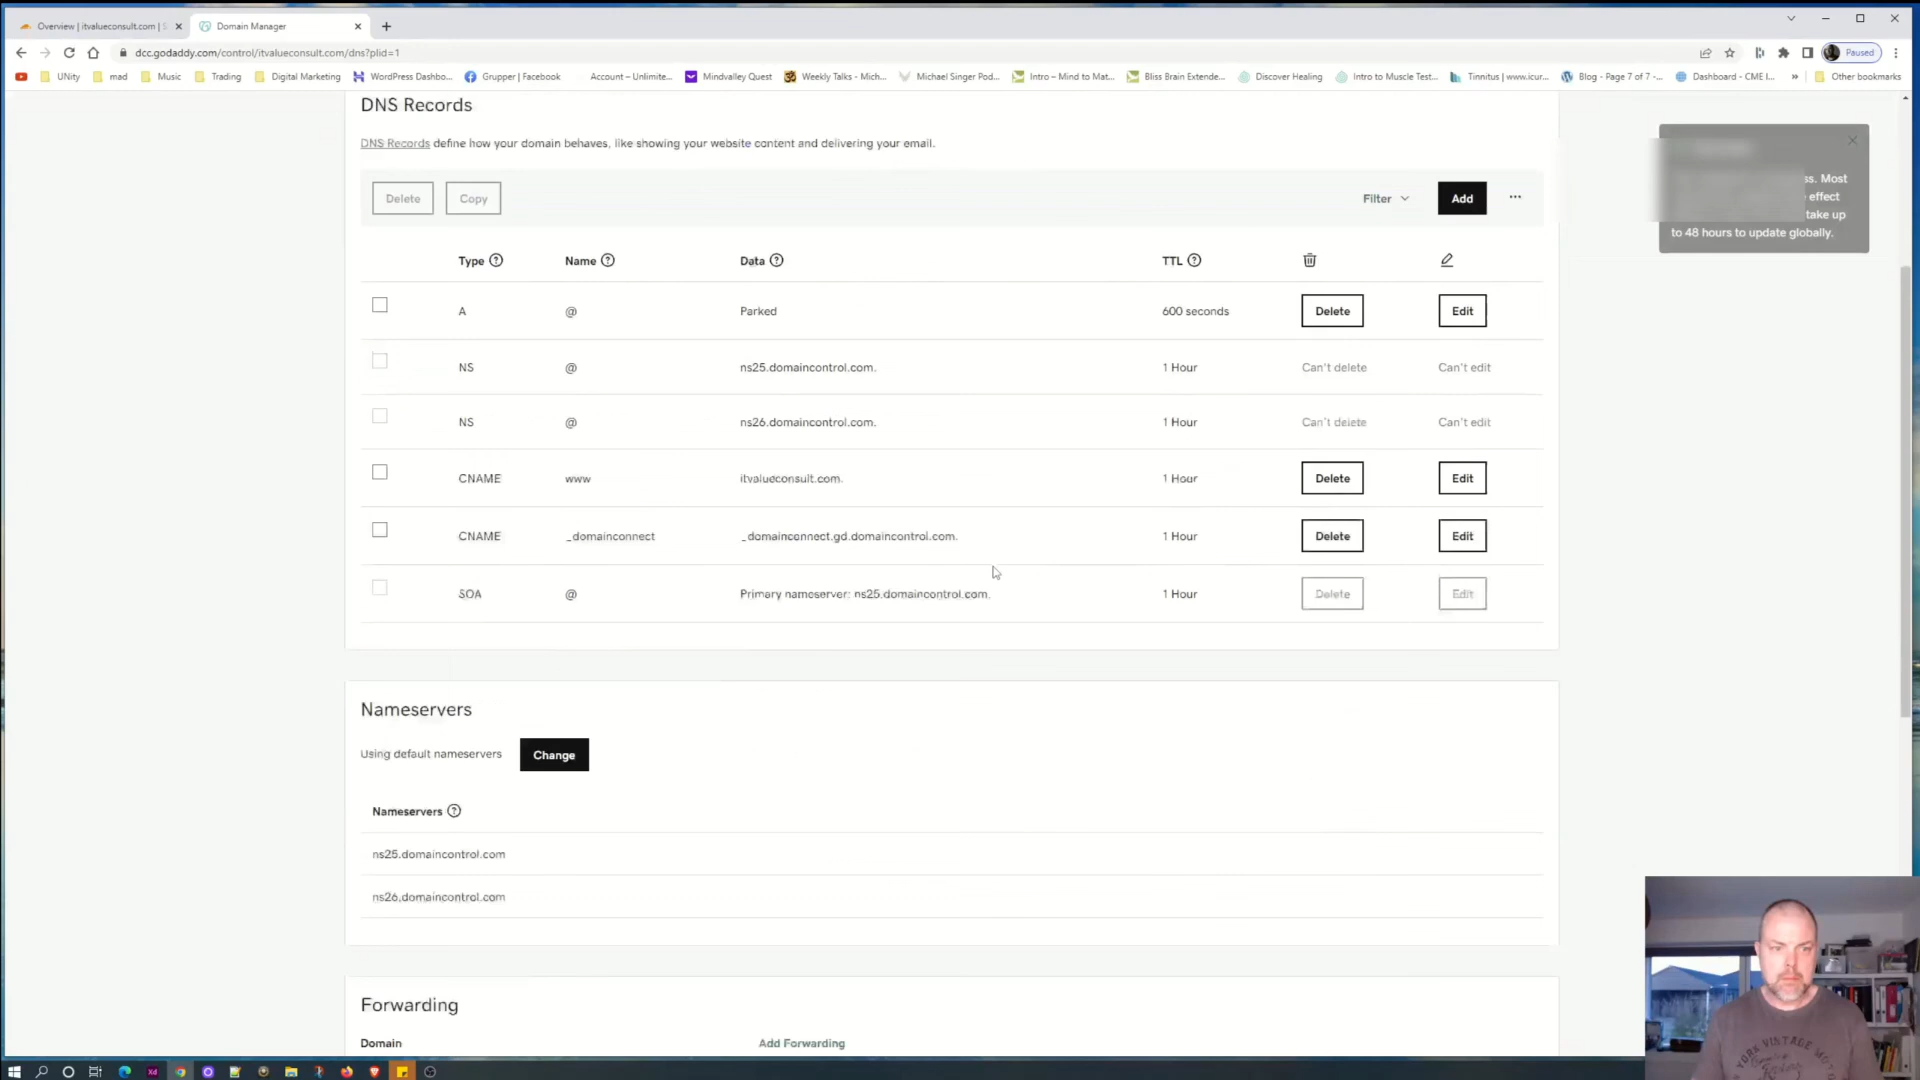 Overview | itvalueconsult.com |
Domain Manager
dcc.godaddy.com/control/itvalueconsult.com/dns?plid=1
Paused
UNity
mad
Music
Trading
Digital Marketing
WordPress Dashbo...
Grupper | Facebook
Account – Unlimite...
Mindvalley Quest
Weekly Talks - Mich...
Michael Singer Pod...
Intro – Mind to Mat...
Bliss Brain Extende...
Discover Healing
Intro to Muscle Test...
Tinnitus | www.icur...
Blog - Page 7 of 7 -...
Dashboard - CME I...
»
Other bookmarks
DNS Records
DNS Records define how your domain behaves, like showing your website content and delivering your email.
Delete Copy Filter Add ...
Type Name Data TTL
A @ Parked 600 seconds Delete Edit
NS @ ns25.domaincontrol.com. 1 Hour Can't delete Can't edit
NS @ ns26.domaincontrol.com. 1 Hour Can't delete Can't edit
CNAME www itvalueconsult.com. 1 Hour Delete Edit
CNAME _domainconnect _domainconnect.gd.domaincontrol.com. 1 Hour Delete Edit
SOA @ Primary nameserver: ns25.domaincontrol.com. 1 Hour Delete Edit
ss. Most
effect
take up
to 48 hours to update globally.
Nameservers
Using default nameservers Change
Nameservers
ns25.domaincontrol.com
ns26.domaincontrol.com
Forwarding
Domain Add Forwarding
Xd
YORK VINTAGE